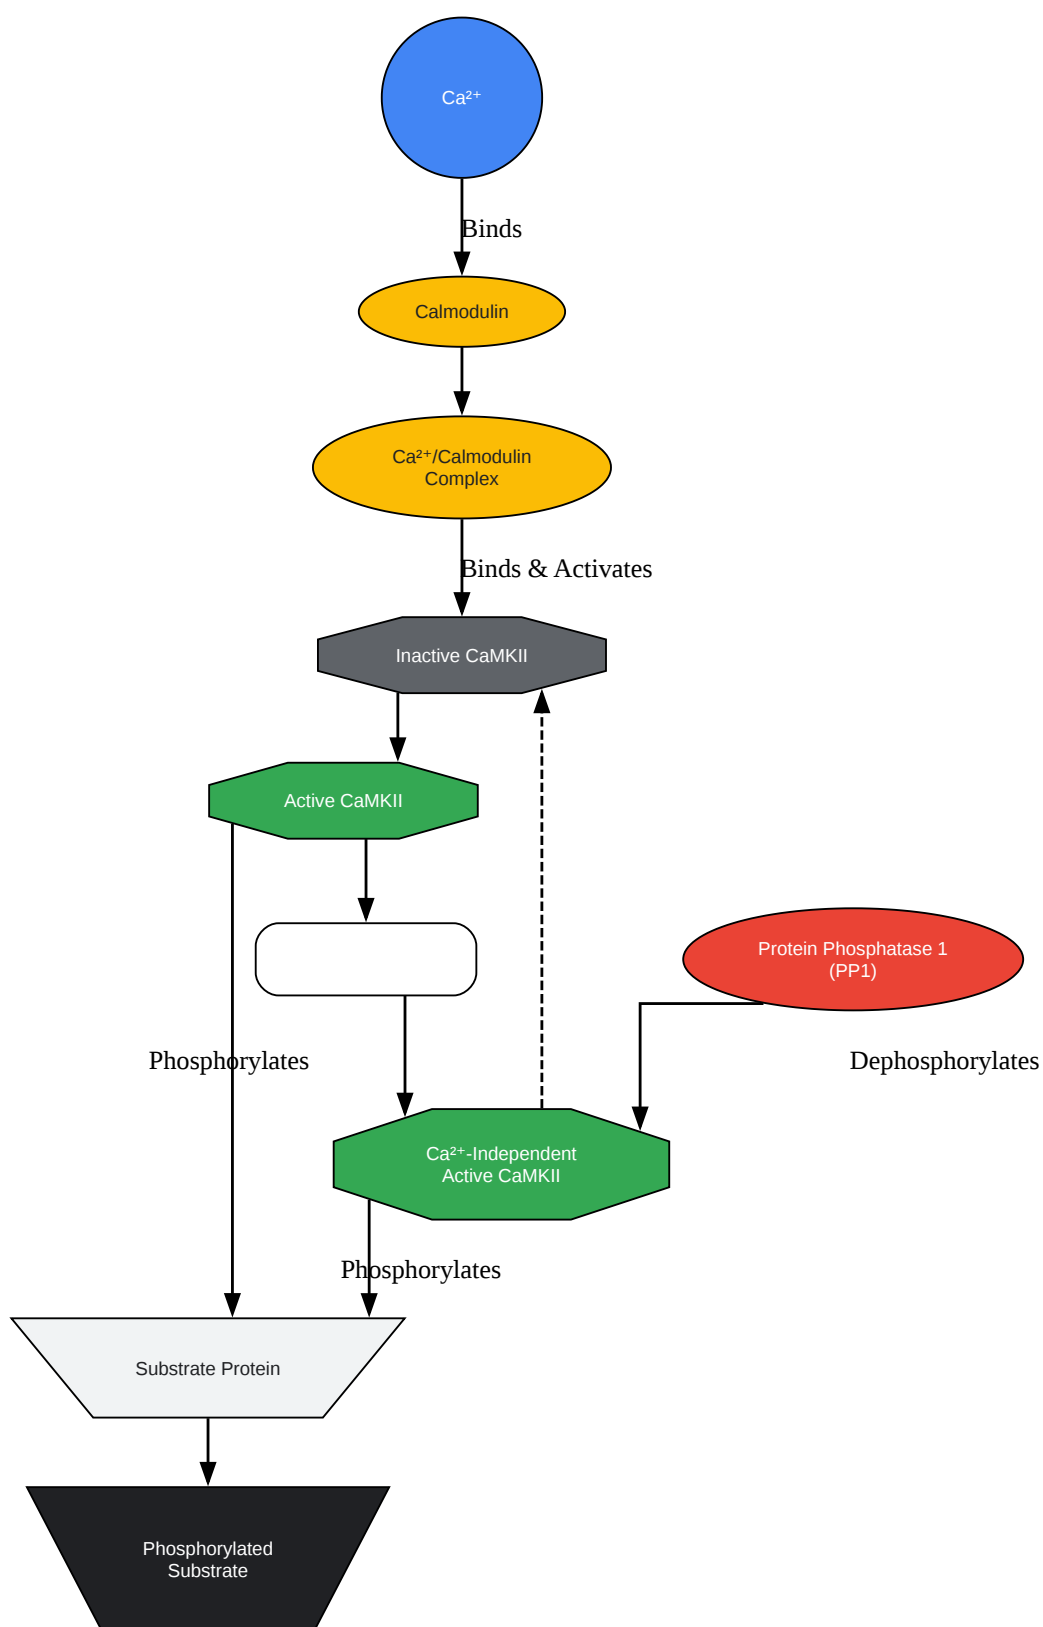 Ca²⁺
Binds
Calmodulin
Ca²⁺/Calmodulin
Complex
Binds & Activates
Inactive CaMKII
Active CaMKII
Protein Phosphatase 1
(PP1)
Phosphorylates
Dephosphorylates
Ca²⁺-Independent
Active CaMKII
Phosphorylates
Substrate Protein
Phosphorylated
Substrate